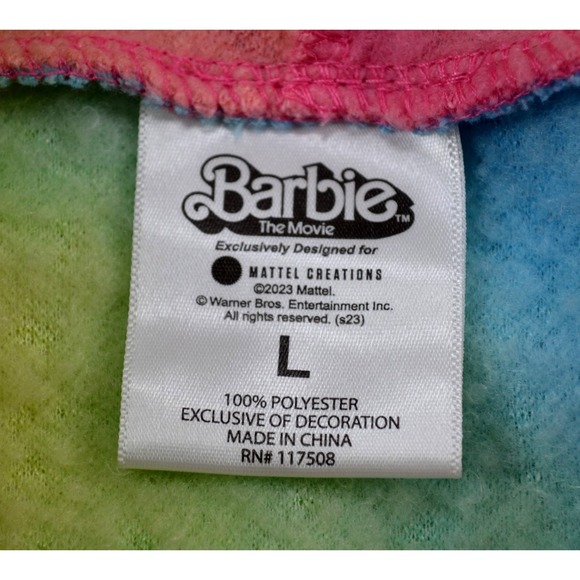 Barbie™
The Movie
Exclusively Designed for
MATTEL CREATIONS
©2023 Mattel.
© Warner Bros. Entertainment Inc.
All rights reserved. (s23)
L
100% POLYESTER
EXCLUSIVE OF DECORATION
MADE IN CHINA
RN# 117508